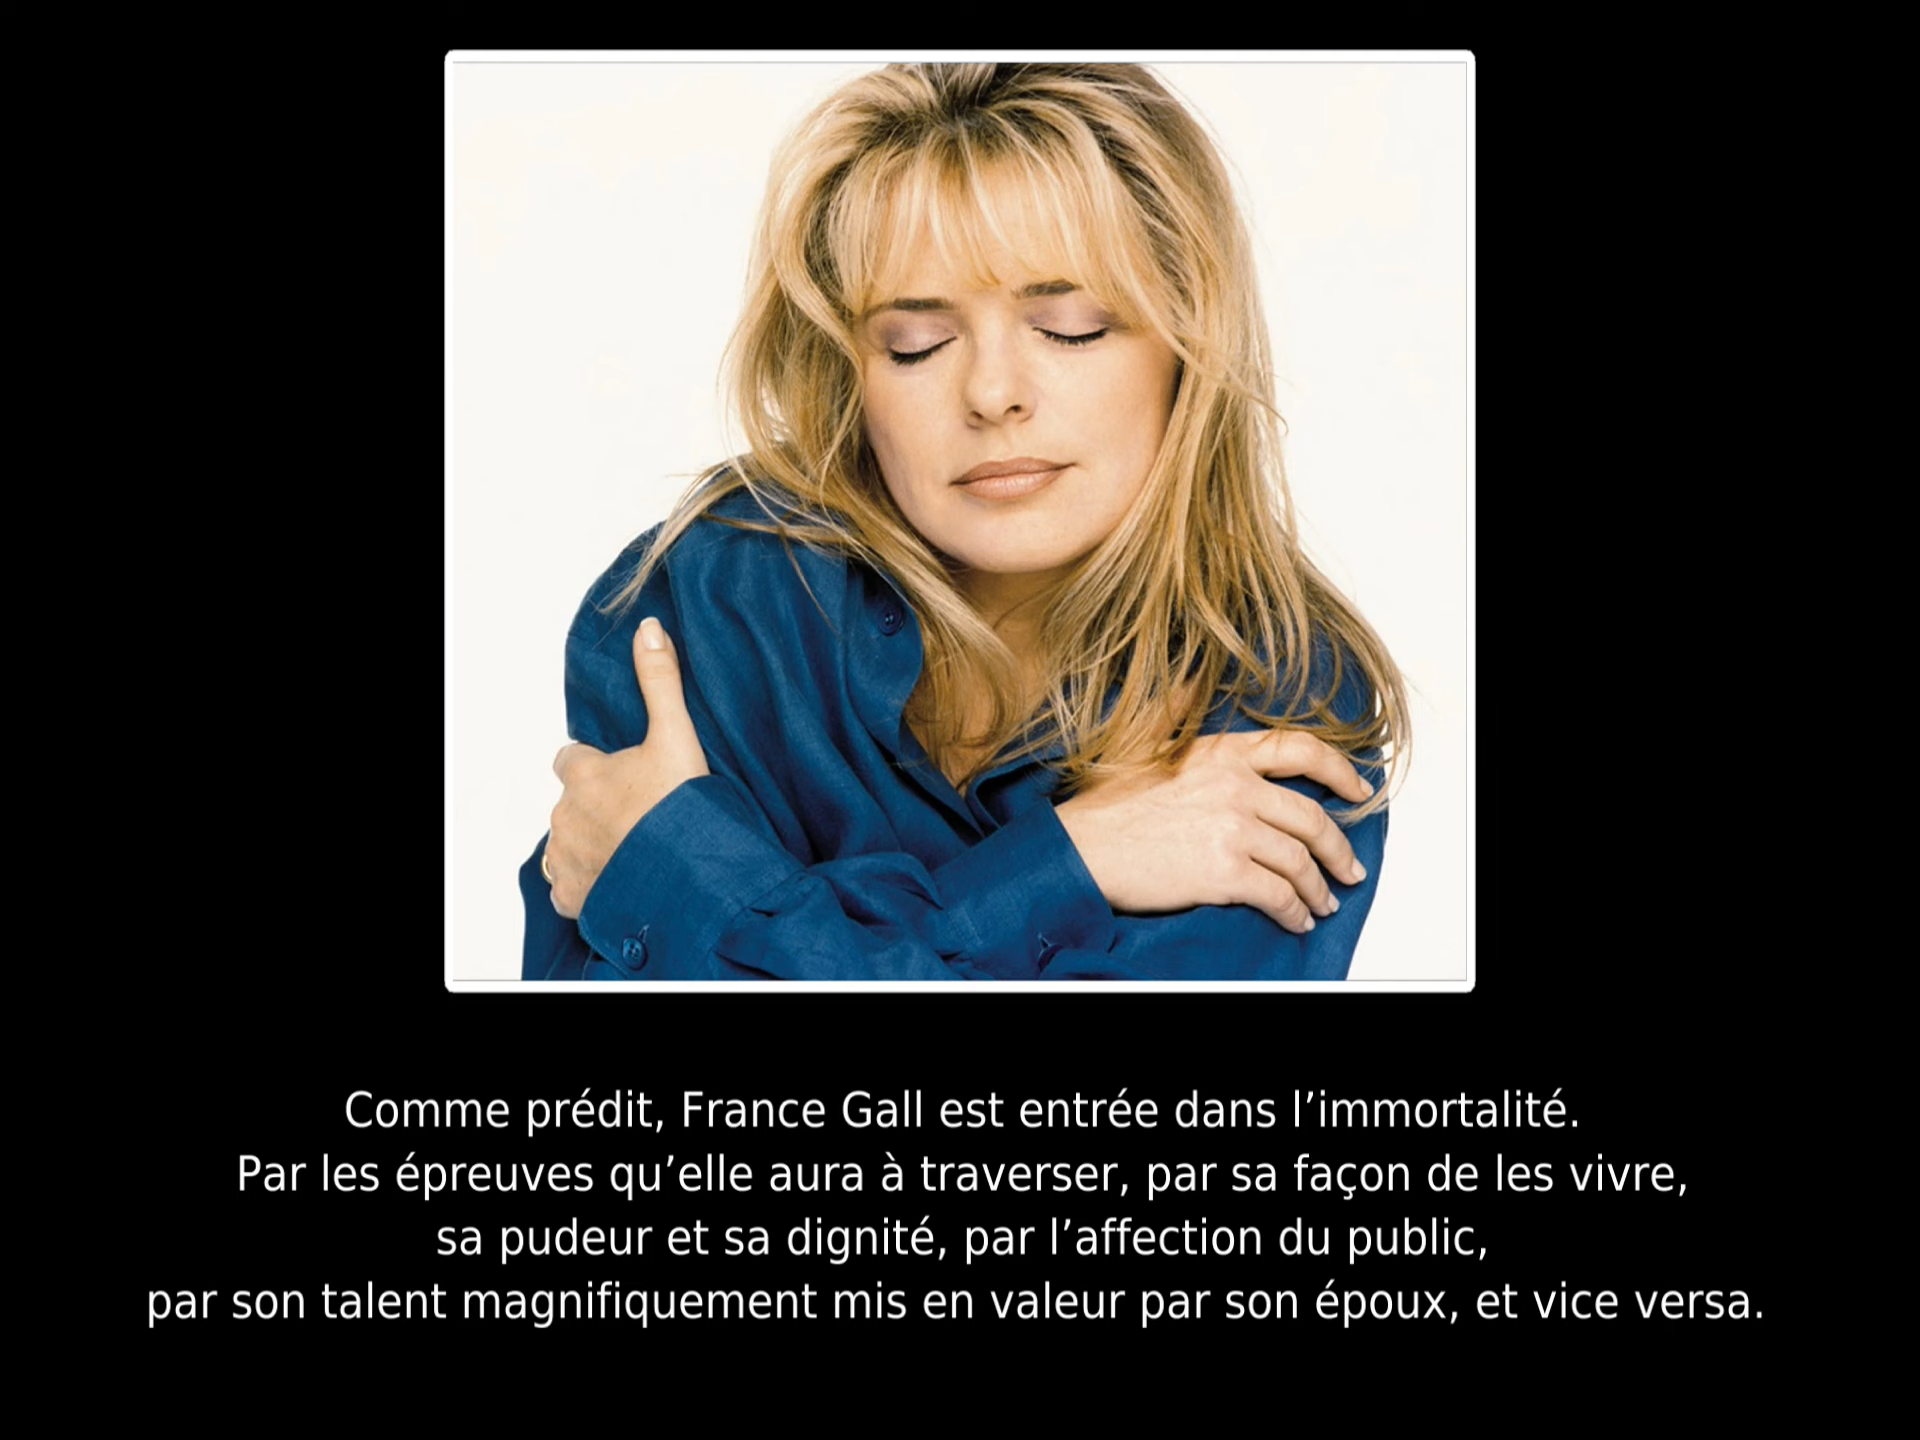 Comme prédit, France Gall est entrée dans l’immortalité.
Par les épreuves qu’elle aura à traverser, par sa façon de les vivre,
sa pudeur et sa dignité, par l’affection du public,
par son talent magnifiquement mis en valeur par son époux, et vice versa.